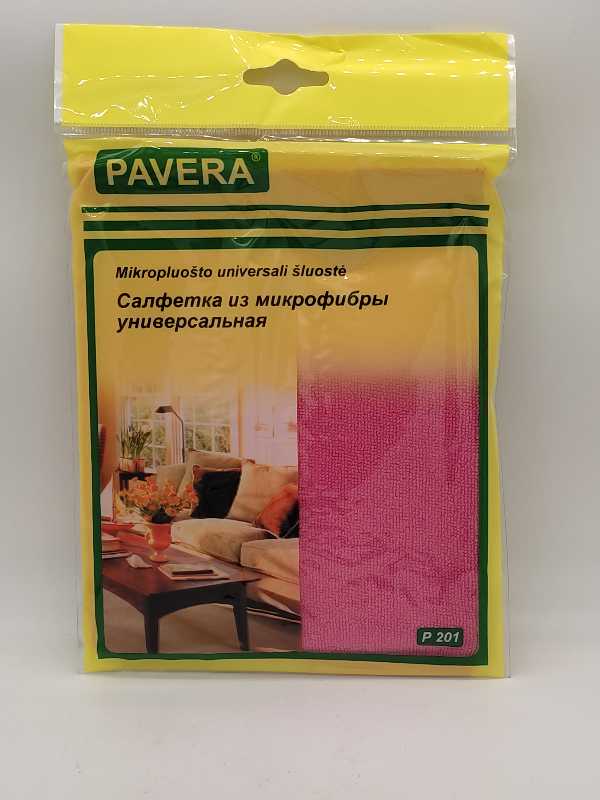 PAVERA®
Mikropluošto universali šluostė
Салфетка из микрофибры
универсальная
P 201